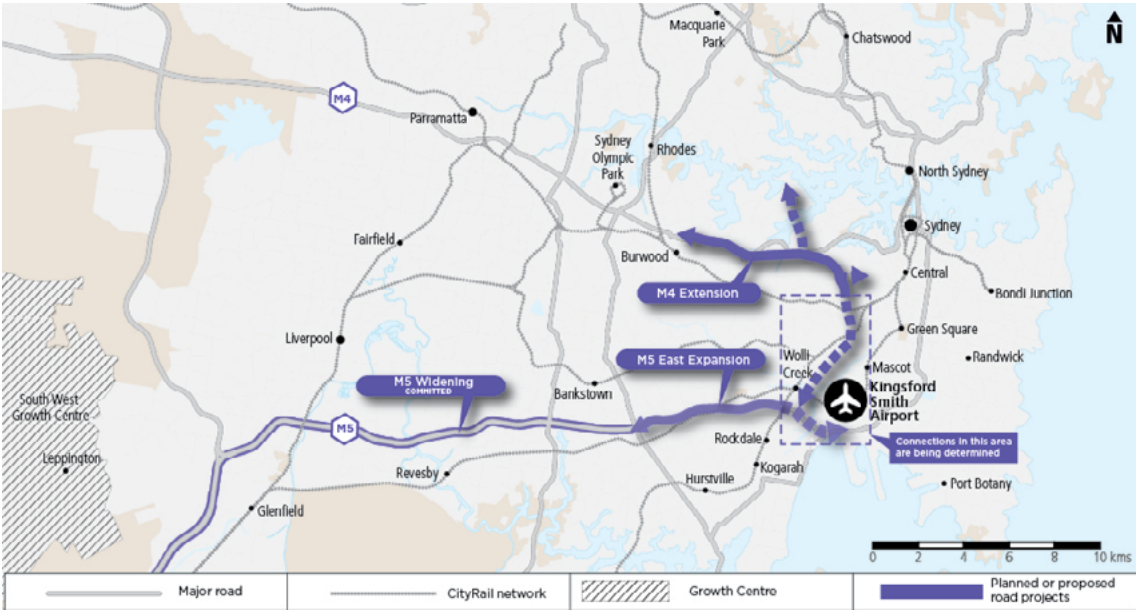 Macquarie
Park
Chatswood
N
M4
Parramatta
Sydney
Olympic
Park
Rhodes
North Sydney
Sydney
Fairfield
Burwood
Central
M4 Extension
Bondi Junction
Liverpool
Green Square
M5 East Expansion
Wolli
Creek
Mascot
Randwick
M5 Widening
COMMITTED
Bankstown
Kingsford
Smith
Airport
South West
Growth Centre
M5
Rockdale
Connections in this area
are being determined
Leppington
Revesby
Kogarah
Hurstville
Port Botany
Glenfield
0 2 4 6 8 10 kms
Major road
CityRail network
Growth Centro
Planned or proposed
road projects